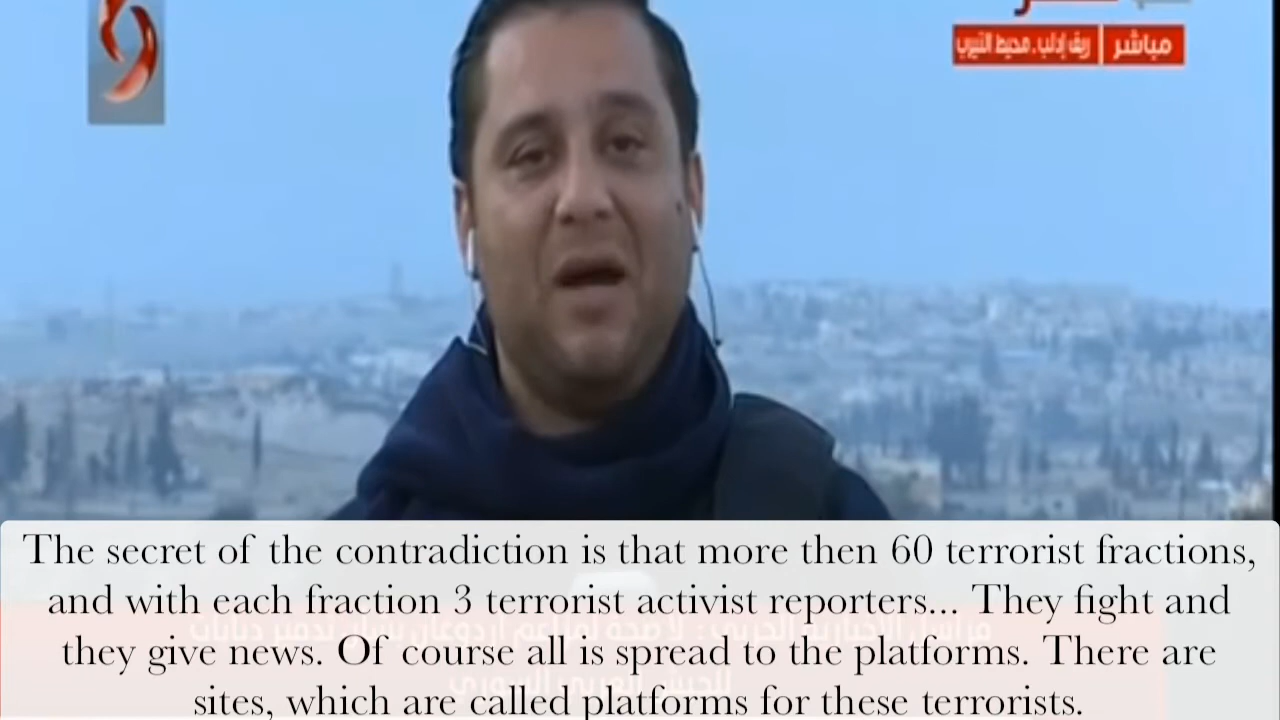 مباشر | ريف إدلب . محيط النيرب
The secret of the contradiction is that more then 60 terrorist fractions,
and with each fraction 3 terrorist activist reporters... They fight and
they give news. Of course all is spread to the platforms. There are
sites, which are called platforms for these terrorists.